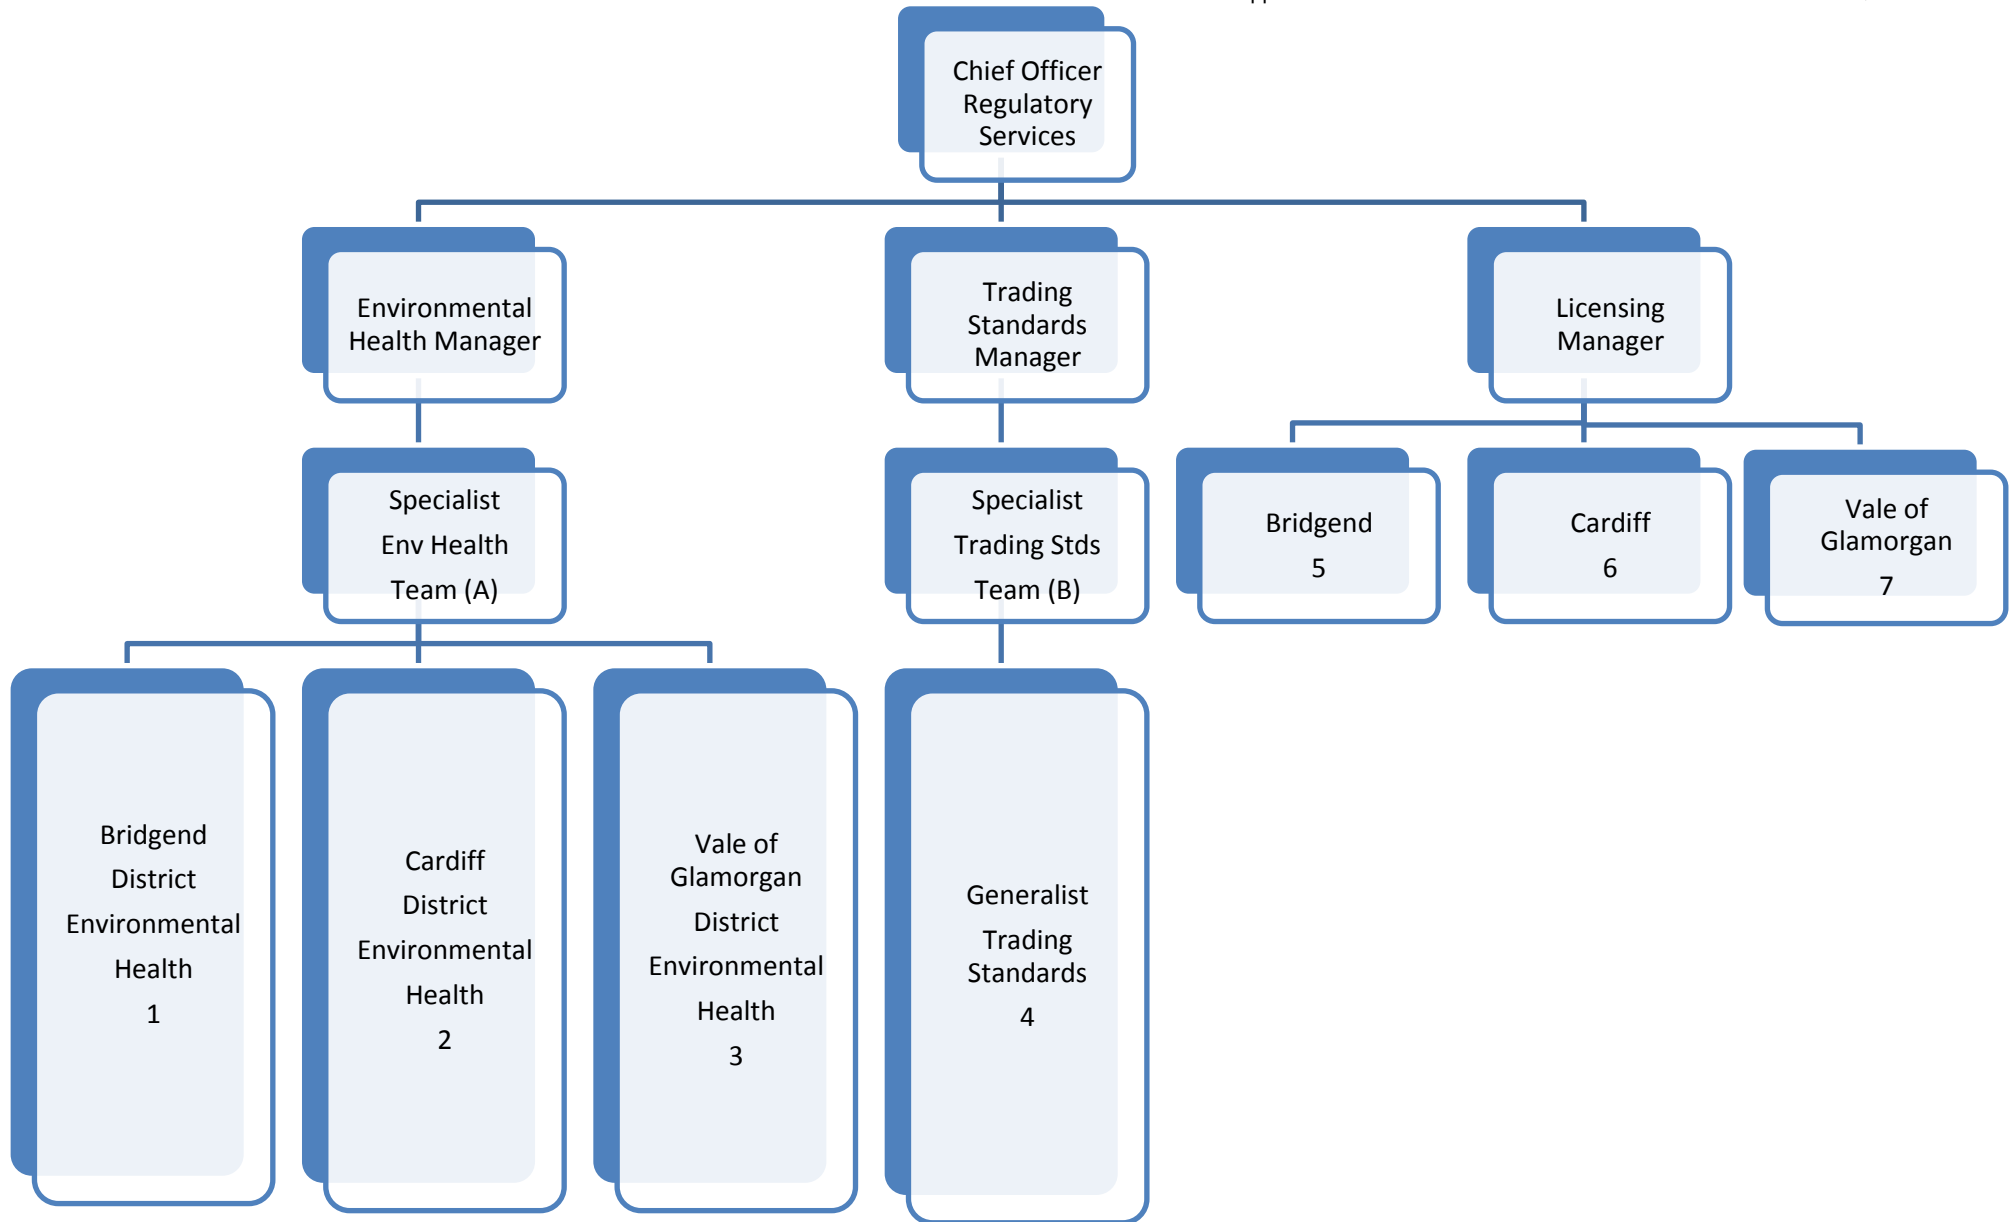 Chief Officer
Regulatory
Services
Environmental
Health Manager
Trading
Standards
Manager
Licensing
Manager
Specialist
Env Health
Team (A)
Specialist
Trading Stds
Team (B)
Bridgend
5
Cardiff
6
Vale of
Glamorgan
7
Bridgend
District
Environmental
Health
1
Cardiff
District
Environmental
Health
2
Vale of
Glamorgan
District
Environmental
Health
3
Generalist
Trading
Standards
4